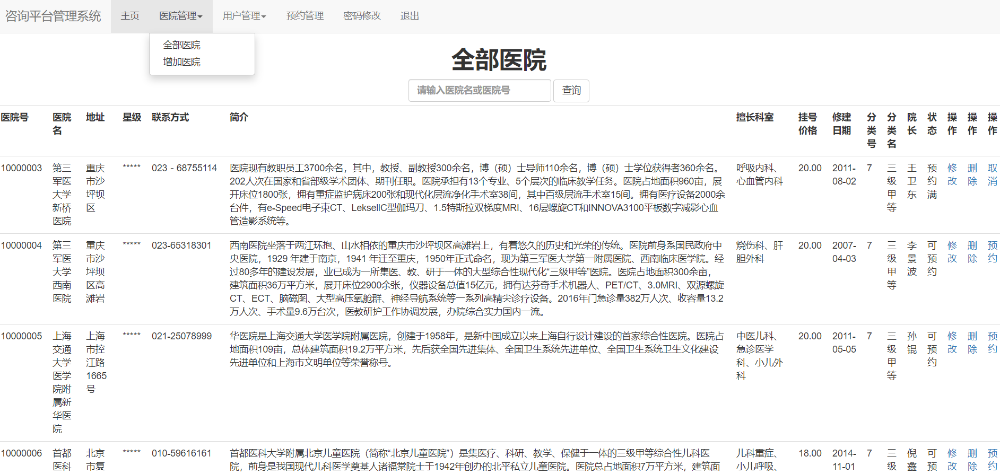 咨询平台管理系统 主页 医院管理 用户管理 预约管理 密码修改 退出
全部医院
增加医院
全部医院
请输入医院名或医院号 查询
医院号 医院名 地址 星级 联系方式 简介 擅长科室 挂号价格 修建日期 分类号 分类名 院长 状态 操作 操作 操作
10000003
第三
军医
大学
新桥
医院
重庆
市沙
坪坝
区
*****
023 - 68755114
医院现有教职员工3700余名，其中，教授、副教授300余名，博（硕）士导师110余名，博（硕）士学位获得者360余名。
202人次在国家和省部级学术团体、期刊任职。医院承担有13个专业、5个层次的临床教学任务。医院占地面积960亩，展
开床位1800张，拥有重症监护病床200张和现代化层流净化手术室38间，其中百级层流手术室15间。拥有医疗设备2000余
台件，有e-Speed电子束CT、LekselIC型伽玛刀、1.5特斯拉双梯度MRI、16层螺旋CT和INNOVA3100平板数字减影心血
管造影系统等。
呼吸内科、
心血管内科
20.00
2011-
08-02
7
三级甲等
王卫东
预约满
修改
删除
取消
10000004
第三
军医
大学
西南
医院
重庆
市沙
坪坝
区高
滩岩
*****
023-65318301
西南医院坐落于两江环抱、山水相依的重庆市沙坪坝区高滩岩上，有着悠久的历史和光荣的传统。医院前身系国民政府中
央医院，1929 年建于南京，1941 年迁至重庆，1950年正式命名，现为第三军医大学第一附属医院、西南临床医学院。经
过80多年的建设发展，业已成为一所集医、教、研于一体的大型综合性现代化“三级甲等”医院。医院占地面积300余亩，
建筑面积36万平方米，展开床位2900余张，仪器设备总值15亿元，拥有达芬奇手术机器人、PET/CT、3.0MRI、双源螺旋
CT、ECT、脑磁图、大型高压氧舱群、神经导航系统等一系列高精尖诊疗设备。2016年门急诊量382万人次、收容量13.2
万人次、手术量9.6万台次，医教研护工作协调发展，办院综合实力国内一流。
烧伤科、肝
胆外科
20.00
2007-
04-03
7
三级甲等
李景波
可预约
修改
删除
预约
10000005
上海
交通
大学
医学
院附
属新
华医
院
上海
市控
江路
1665
号
*****
021-25078999
华医院是上海交通大学医学院附属医院，创建于1958年，是新中国成立以来上海自行设计建设的首家综合性医院。医院占
地面积109亩，总体建筑面积19.2万平方米，先后获全国先进集体、全国卫生系统先进单位、全国卫生系统卫生文化建设
先进单位和上海市文明单位等荣誉称号。
中医儿科、
急诊医学
科、小儿外
科
20.00
2011-
05-05
7
三级甲等
孙锟
可预约
修改
删除
预约
10000006
首都
医科
北京
市复
*****
010-59616161
首都医科大学附属北京儿童医院（简称“北京儿童医院”）是集医疗、科研、教学、保健于一体的三级甲等综合性儿科医
院，前身是我国现代儿科医学奠基人诸福棠院士于1942年创办的北平私立儿童医院。医院总占地面积7万平方米，建筑面
儿科重症、
小儿呼吸、
18.00
2014-
11-01
7
三级
倪鑫
可预
修改
删除
预约